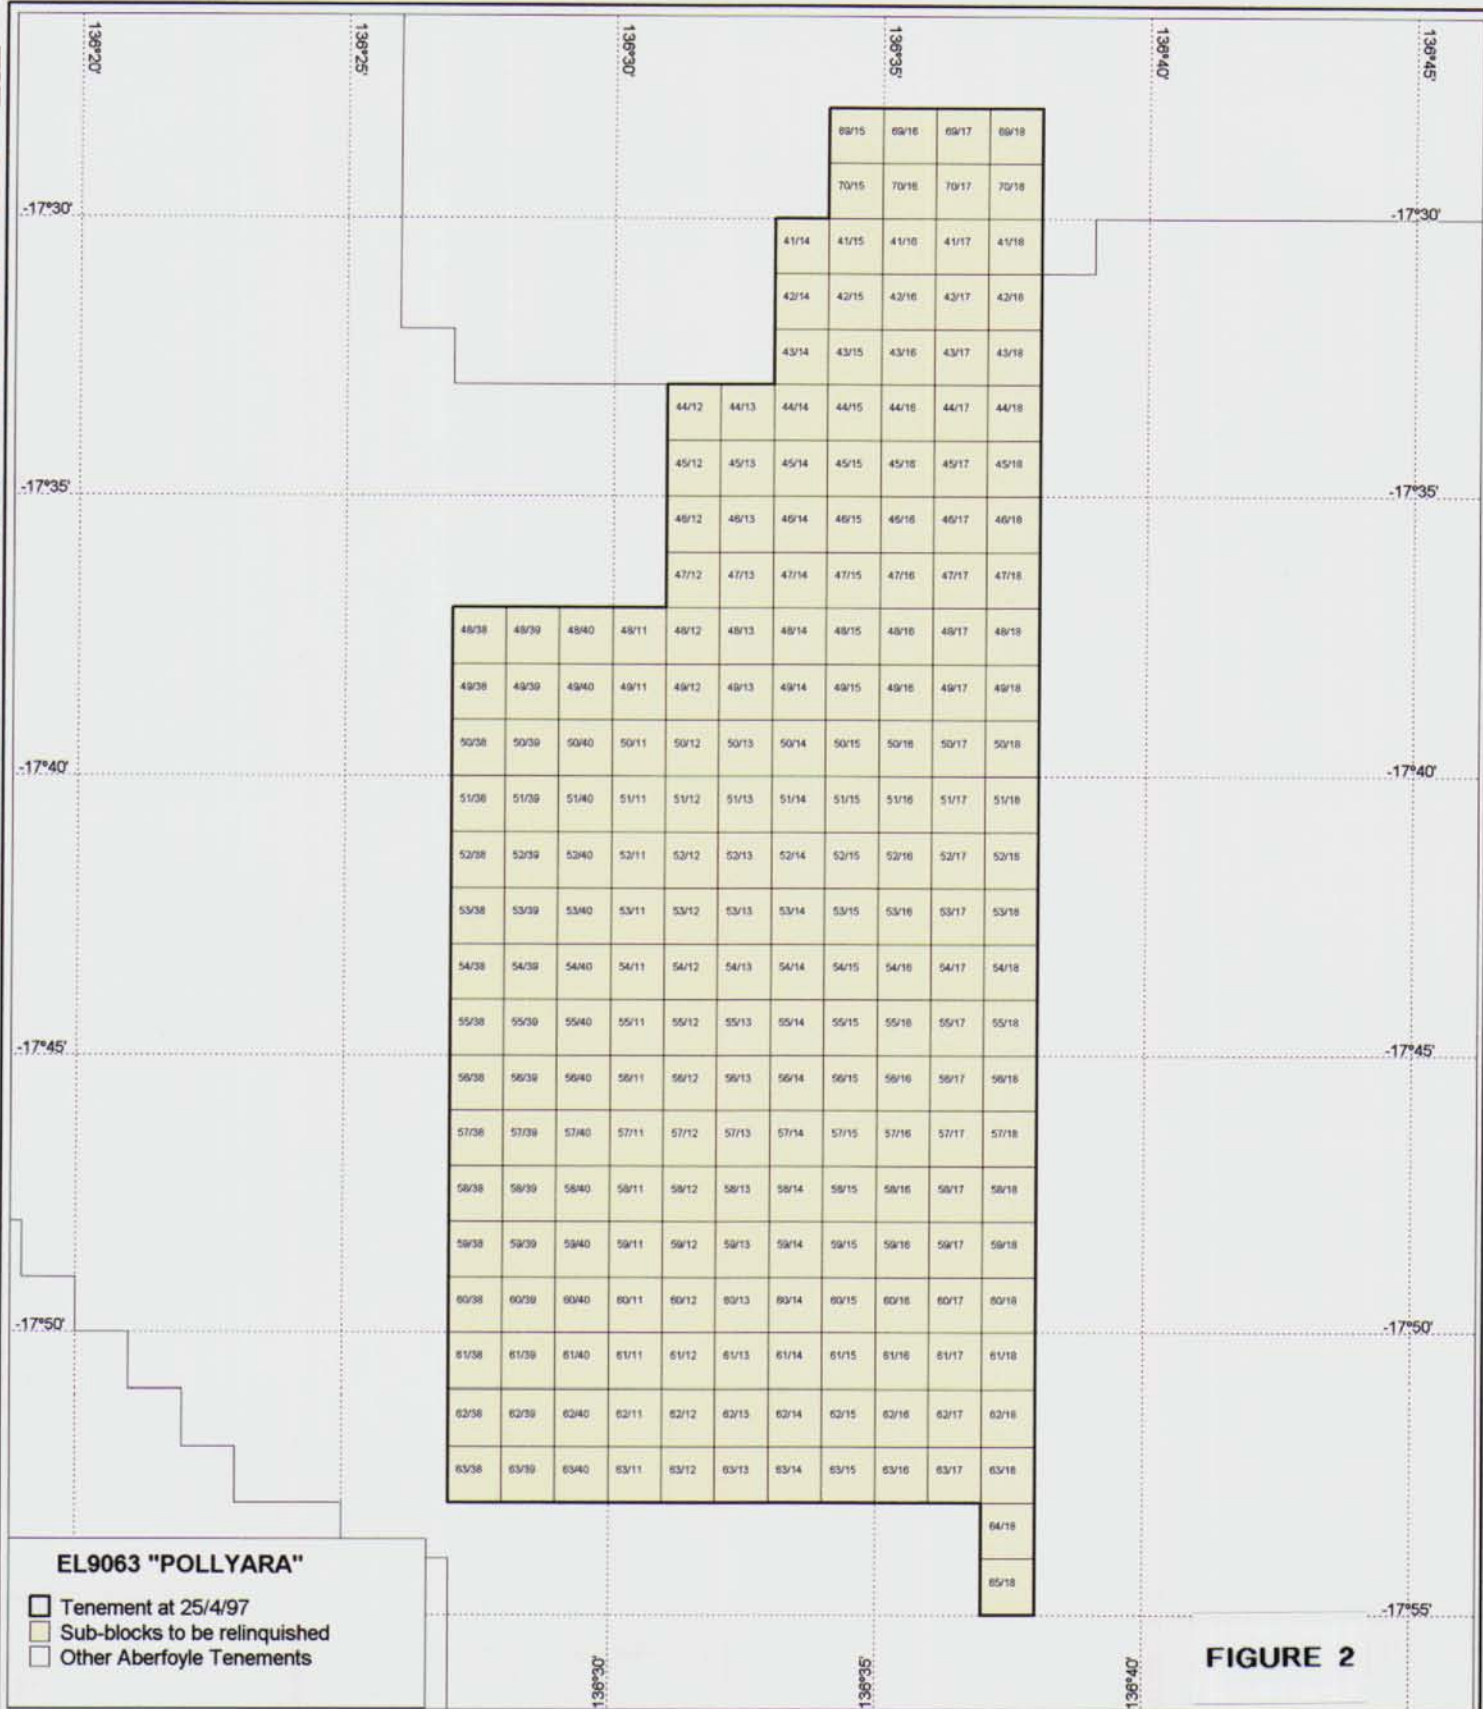 136°20' 136°25' 136°30' 136°35' 136°40' 136°45'
69/15 69/16 69/17 69/18
70/15 70/16 70/17 70/18
-17°30' -17°30'
41/14 41/15 41/16 41/17 41/18
42/14 42/15 42/16 42/17 42/18
43/14 43/15 43/16 43/17 43/18
44/12 44/13 44/14 44/15 44/16 44/17 44/18
45/12 45/13 45/14 45/15 45/16 45/17 45/18
-17°35' -17°35'
46/12 46/13 46/14 46/15 46/16 46/17 46/18
47/12 47/13 47/14 47/15 47/16 47/17 47/18
48/38 48/39 48/40 48/11 48/12 48/13 48/14 48/15 48/16 48/17 48/18
49/38 49/39 49/40 49/11 49/12 49/13 49/14 49/15 49/16 49/17 49/18
50/38 50/39 50/40 50/11 50/12 50/13 50/14 50/15 50/16 50/17 50/18
-17°40' -17°40'
51/38 51/39 51/40 51/11 51/12 51/13 51/14 51/15 51/16 51/17 51/18
52/38 52/39 52/40 52/11 52/12 52/13 52/14 52/15 52/16 52/17 52/18
53/38 53/39 53/40 53/11 53/12 53/13 53/14 53/15 53/16 53/17 53/18
54/38 54/39 54/40 54/11 54/12 54/13 54/14 54/15 54/16 54/17 54/18
55/38 55/39 55/40 55/11 55/12 55/13 55/14 55/15 55/16 55/17 55/18
-17°45' -17°45'
56/38 56/39 56/40 56/11 56/12 56/13 56/14 56/15 56/16 56/17 56/18
57/38 57/39 57/40 57/11 57/12 57/13 57/14 57/15 57/16 57/17 57/18
58/38 58/39 58/40 58/11 58/12 58/13 58/14 58/15 58/16 58/17 58/18
59/38 59/39 59/40 59/11 59/12 59/13 59/14 59/15 59/16 59/17 59/18
60/38 60/39 60/40 60/11 60/12 60/13 60/14 60/15 60/16 60/17 60/18
-17°50' -17°50'
61/38 61/39 61/40 61/11 61/12 61/13 61/14 61/15 61/16 61/17 61/18
62/38 62/39 62/40 62/11 62/12 62/13 62/14 62/15 62/16 62/17 62/18
63/38 63/39 63/40 63/11 63/12 63/13 63/14 63/15 63/16 63/17 63/18
64/18
65/18
-17°55'
EL9063 "POLLYARA"
Tenement at 25/4/97
Sub-blocks to be relinquished
Other Aberfoyle Tenements
136°30' 136°35' 136°40'
FIGURE 2